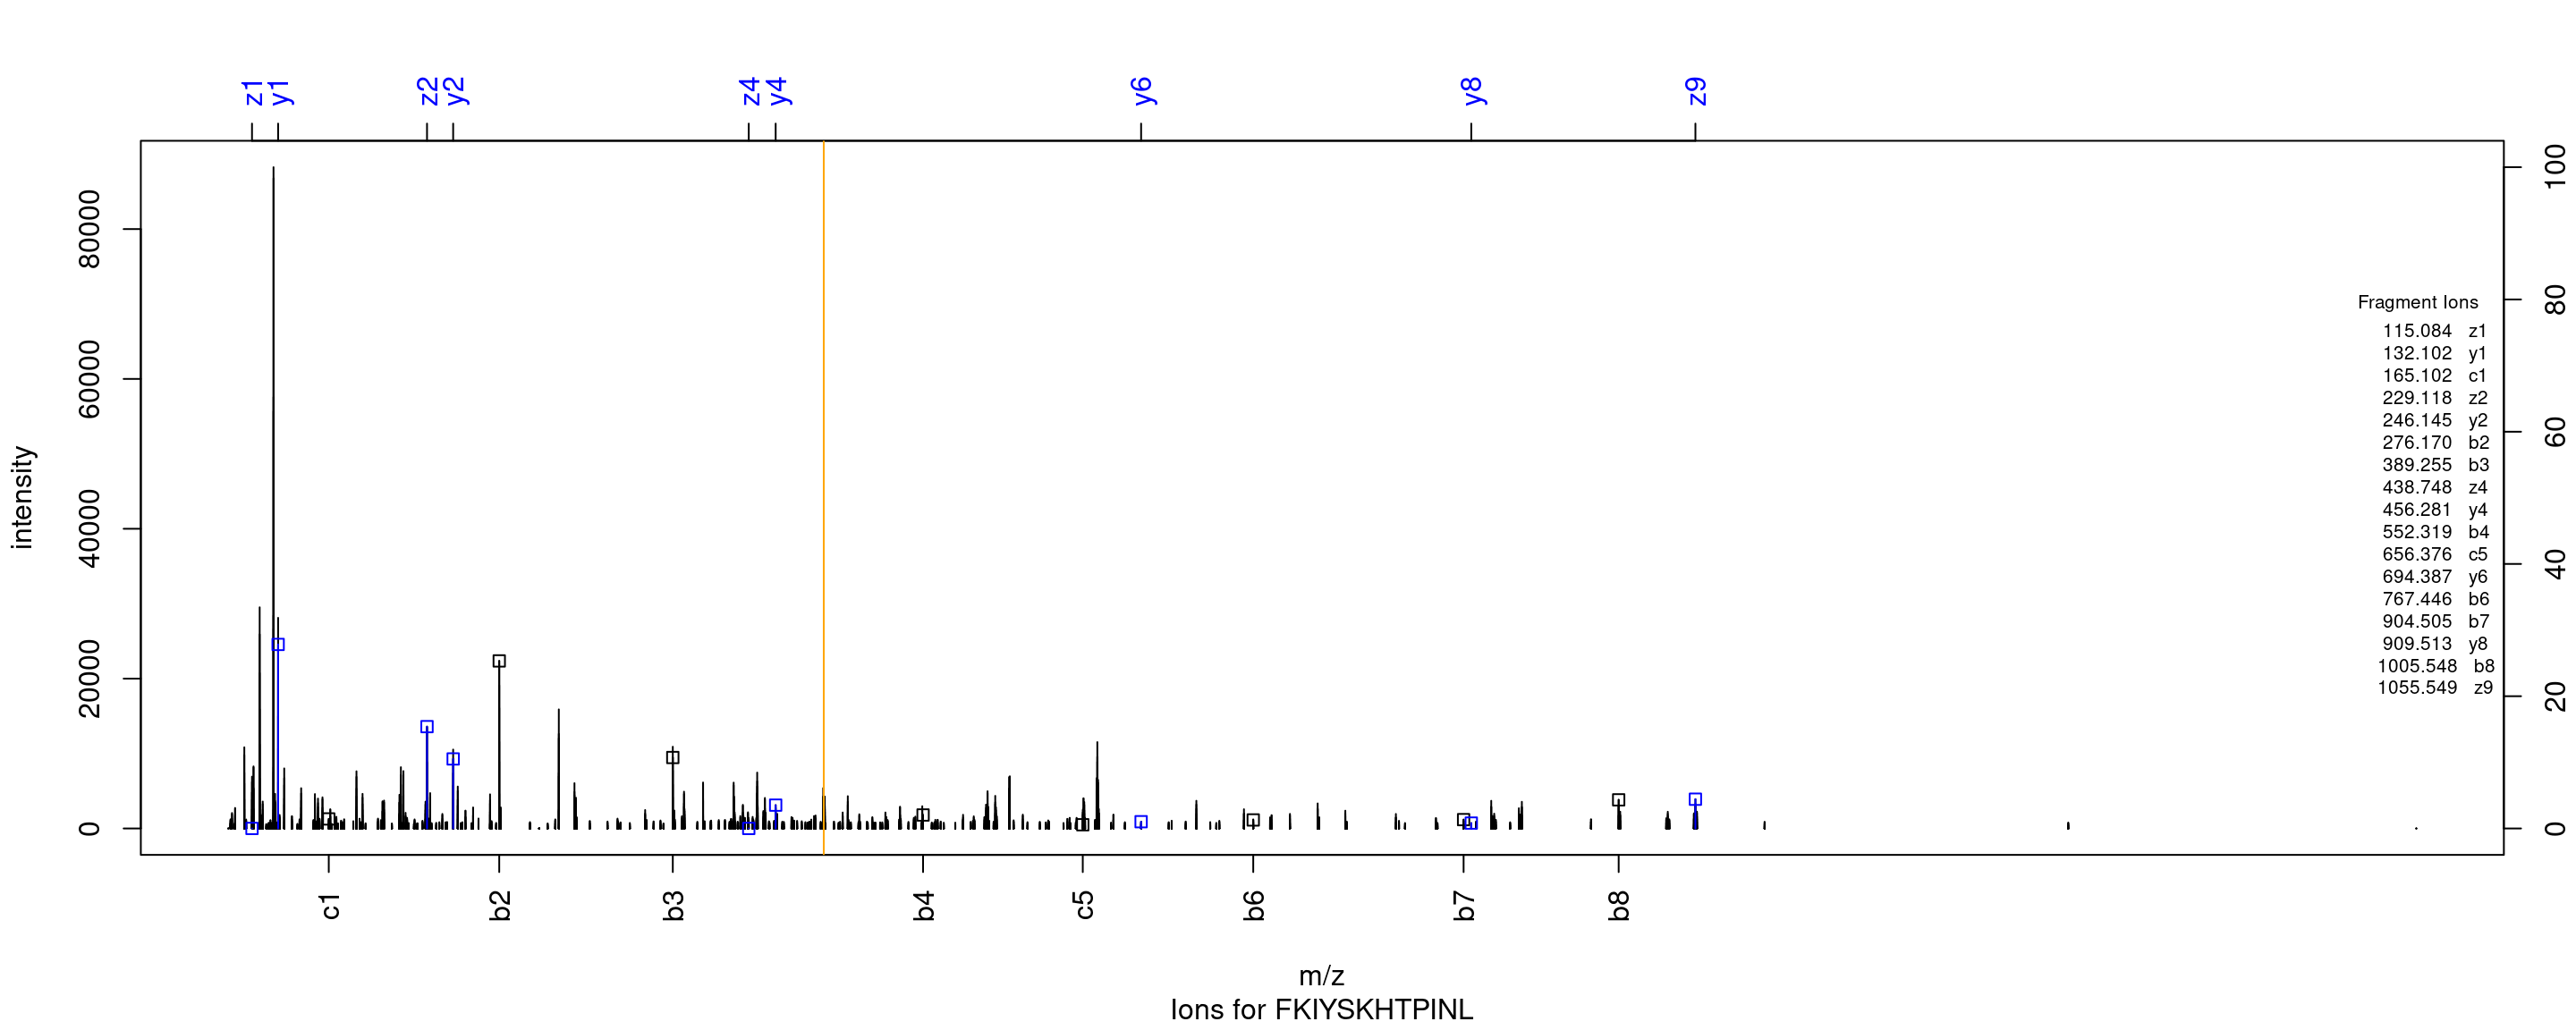 z1 y1 z2 y2 z4 y4 y6 y8 z9
intensity
0 20000 40000 60000 80000
0 20 40 60 80 100
Fragment Ions
115.084 z1
132.102 y1
165.102 c1
229.118 z2
246.145 y2
276.170 b2
389.255 b3
438.748 z4
456.281 y4
552.319 b4
656.376 c5
694.387 y6
767.446 b6
904.505 b7
909.513 y8
1005.548 b8
1055.549 z9
c1 b2 b3 b4 c5 b6 b7 b8
m/z
Ions for FKIYSKHTPINL